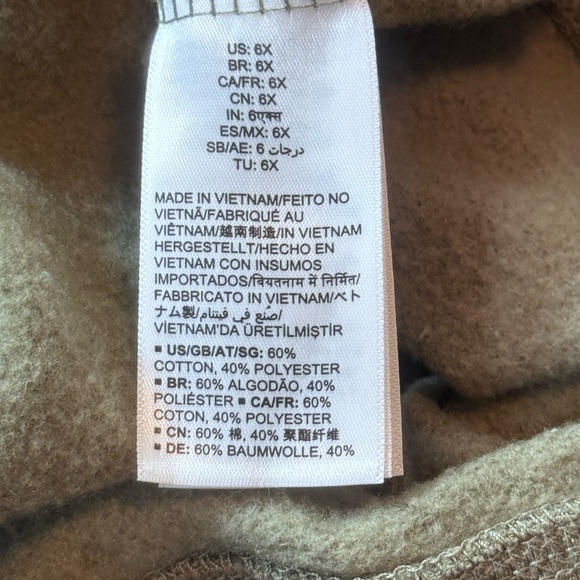 US: 6X
BR: 6X
CA/FR: 6X
CN: 6X
IN: 6एक्स
ES/MX: 6X
SB/AE: 6 درجات
TU: 6X
MADE IN VIETNAM/FEITO NO
VIETNÃ/FABRIQUÉ AU
VIÊTNAM/越南制造/IN VIETNAM
HERGESTELLT/HECHO EN
VIETNAM CON INSUMOS
IMPORTADOS/वियतनाम में निर्मित/
FABBRICATO IN VIETNAM/ベト
ナム製/اصُنع في فيتنام/
VIETNAM'DA ÜRETİLMİŞTİR
▪ US/GB/AT/SG: 60%
COTTON, 40% POLYESTER
▪ BR: 60% ALGODÃO, 40%
POLIÉSTER ▪ CA/FR: 60%
COTON, 40% POLYESTER
▪ CN: 60% 棉, 40% 聚酯纤维
▪ DE: 60% BAUMWOLLE, 40%